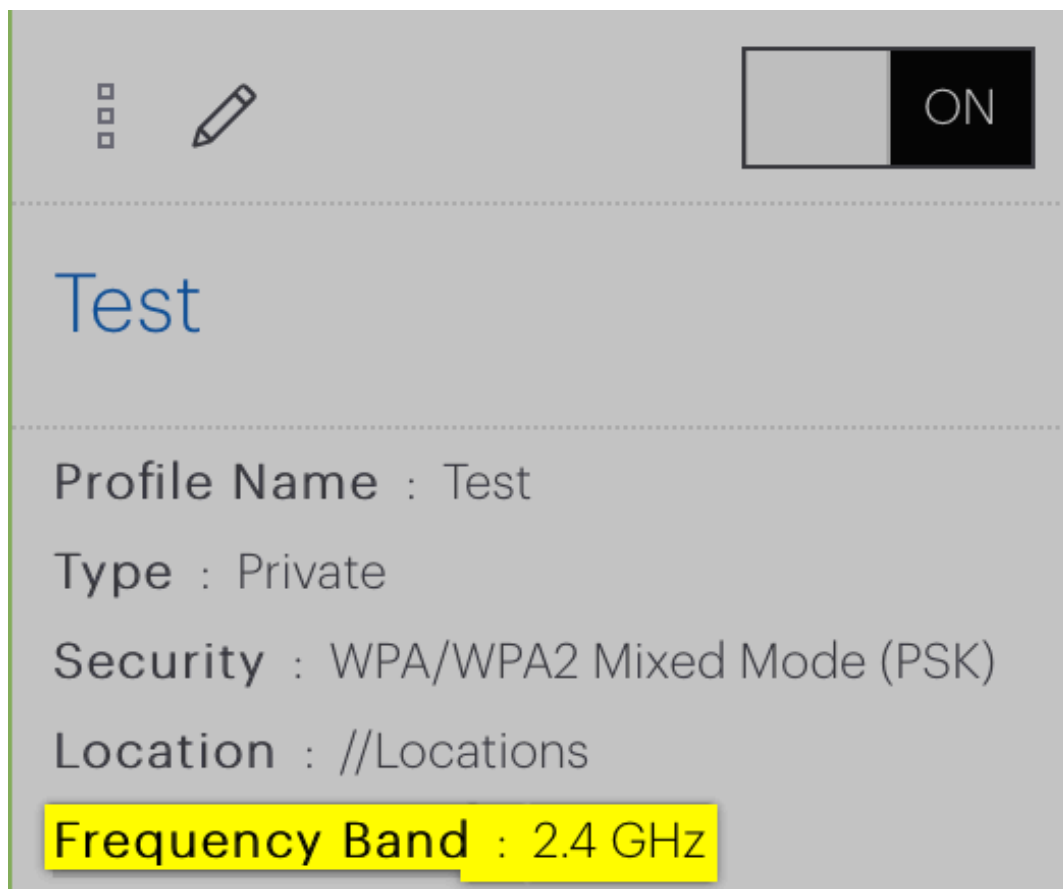 ON
Test
Profile Name : Test
Type : Private
Security : WPA/WPA2 Mixed Mode (PSK)
Location : //Locations
Frequency Band : 2.4 GHz